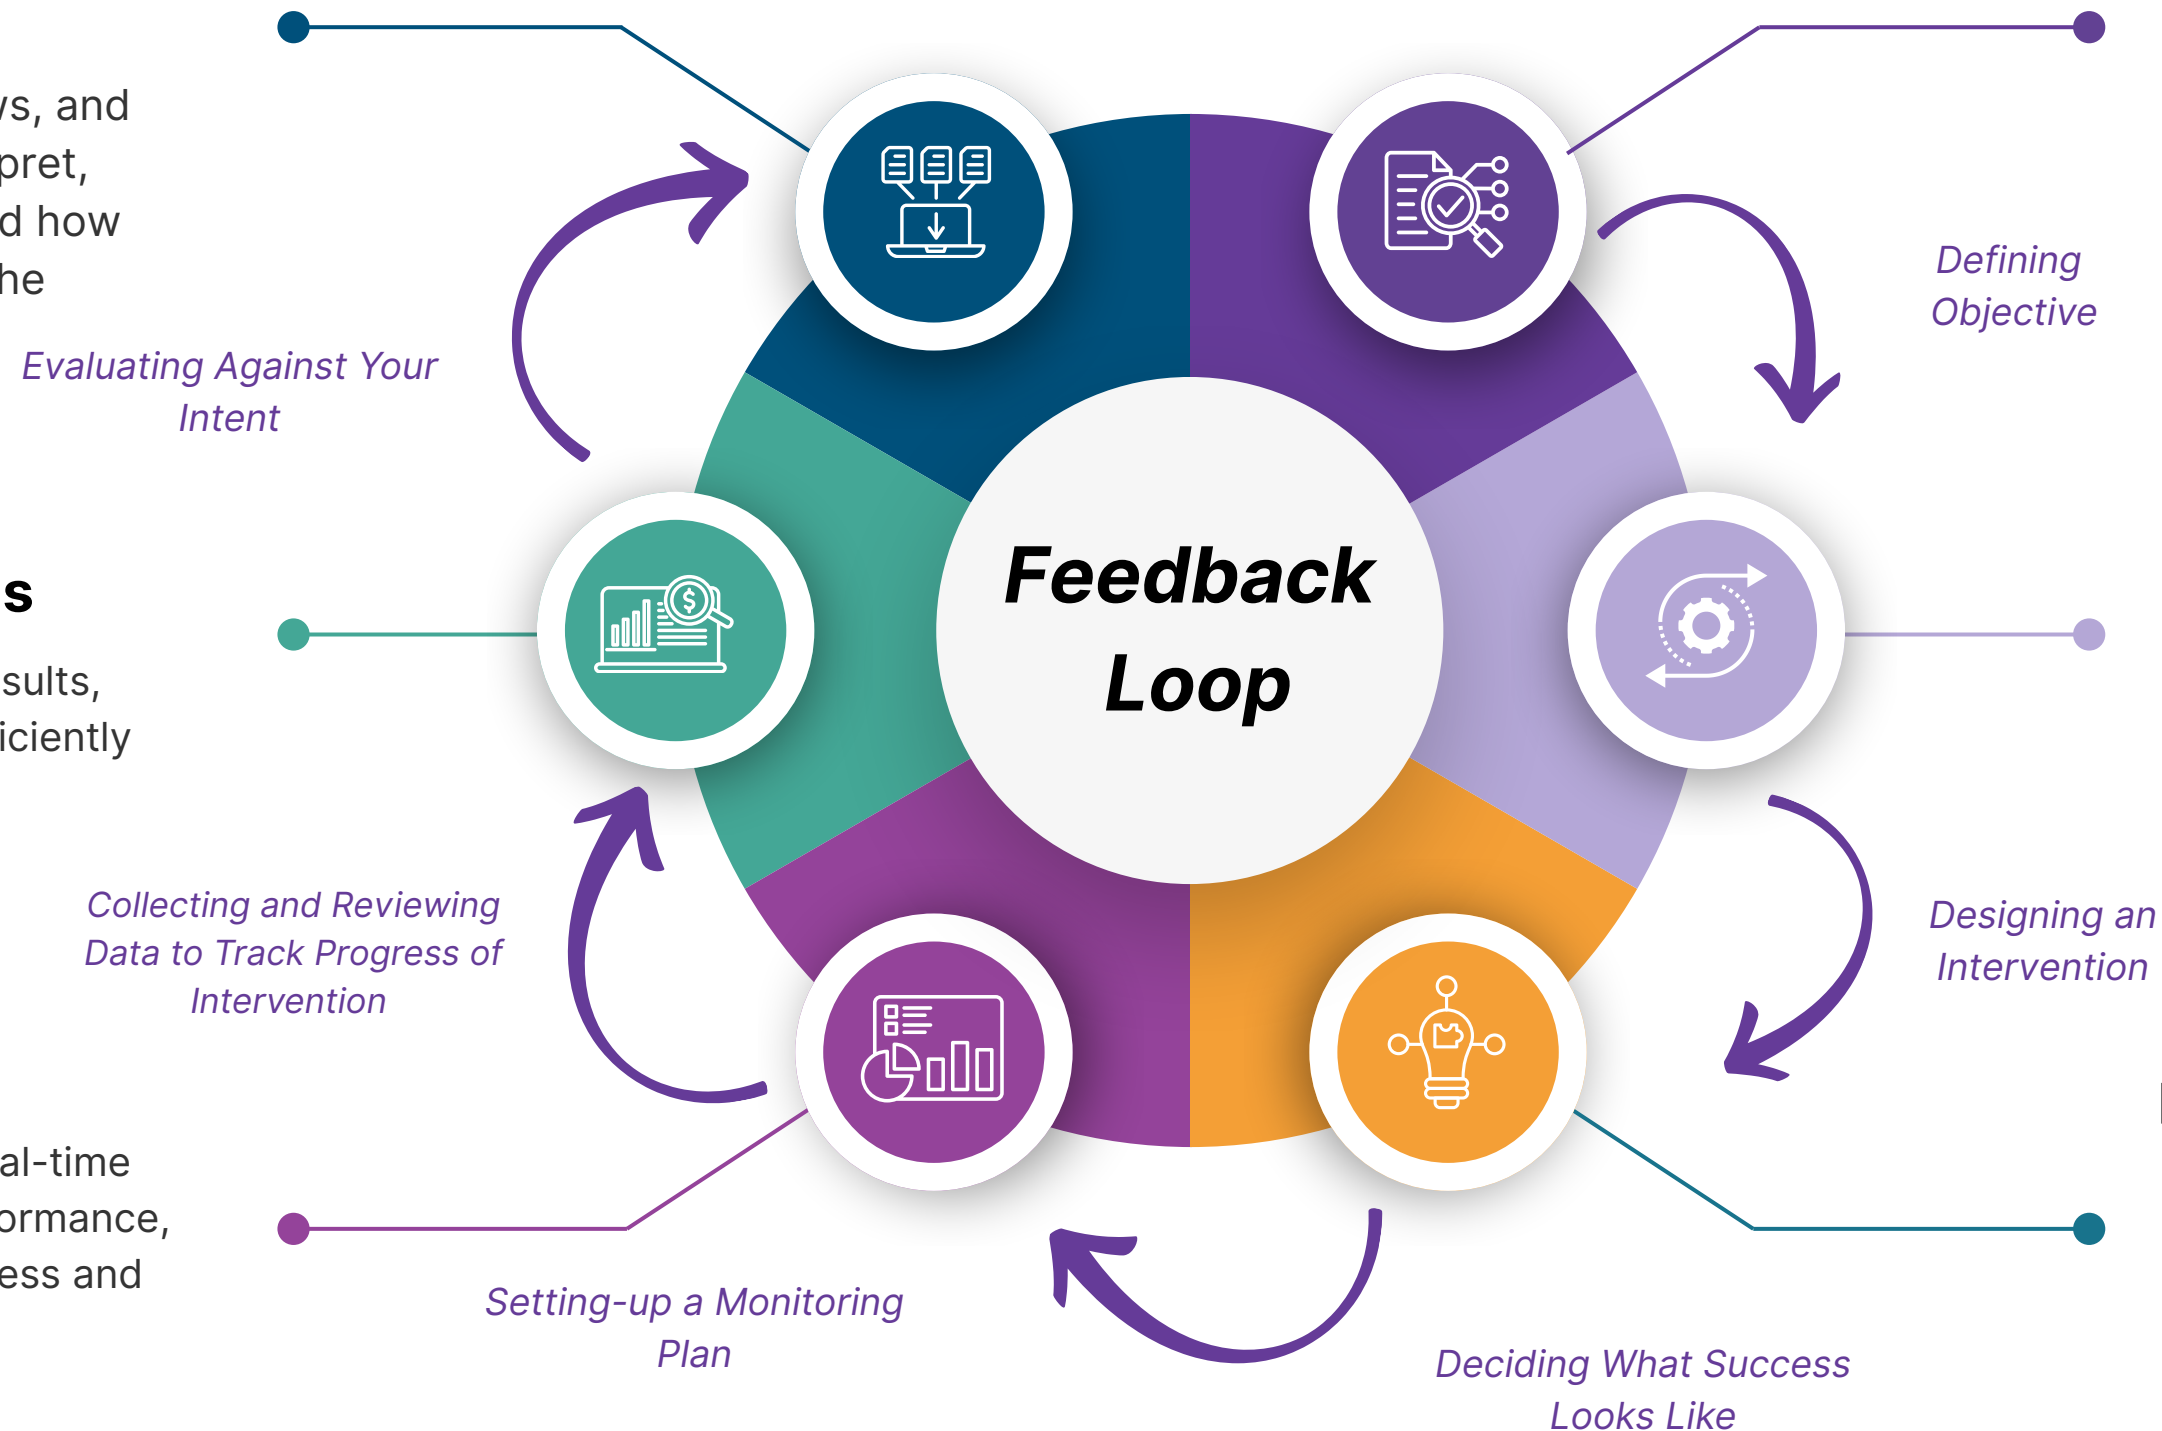 ws, and
pret,
d how
he
Evaluating Against Your
Intent
s
sults,
iciently
Collecting and Reviewing
Data to Track Progress of
Intervention
al-time
ormance,
ess and
Setting-up a Monitoring
Plan
Feedback
Loop
Defining
Objective
Designing an
Intervention
Deciding What Success
Looks Like